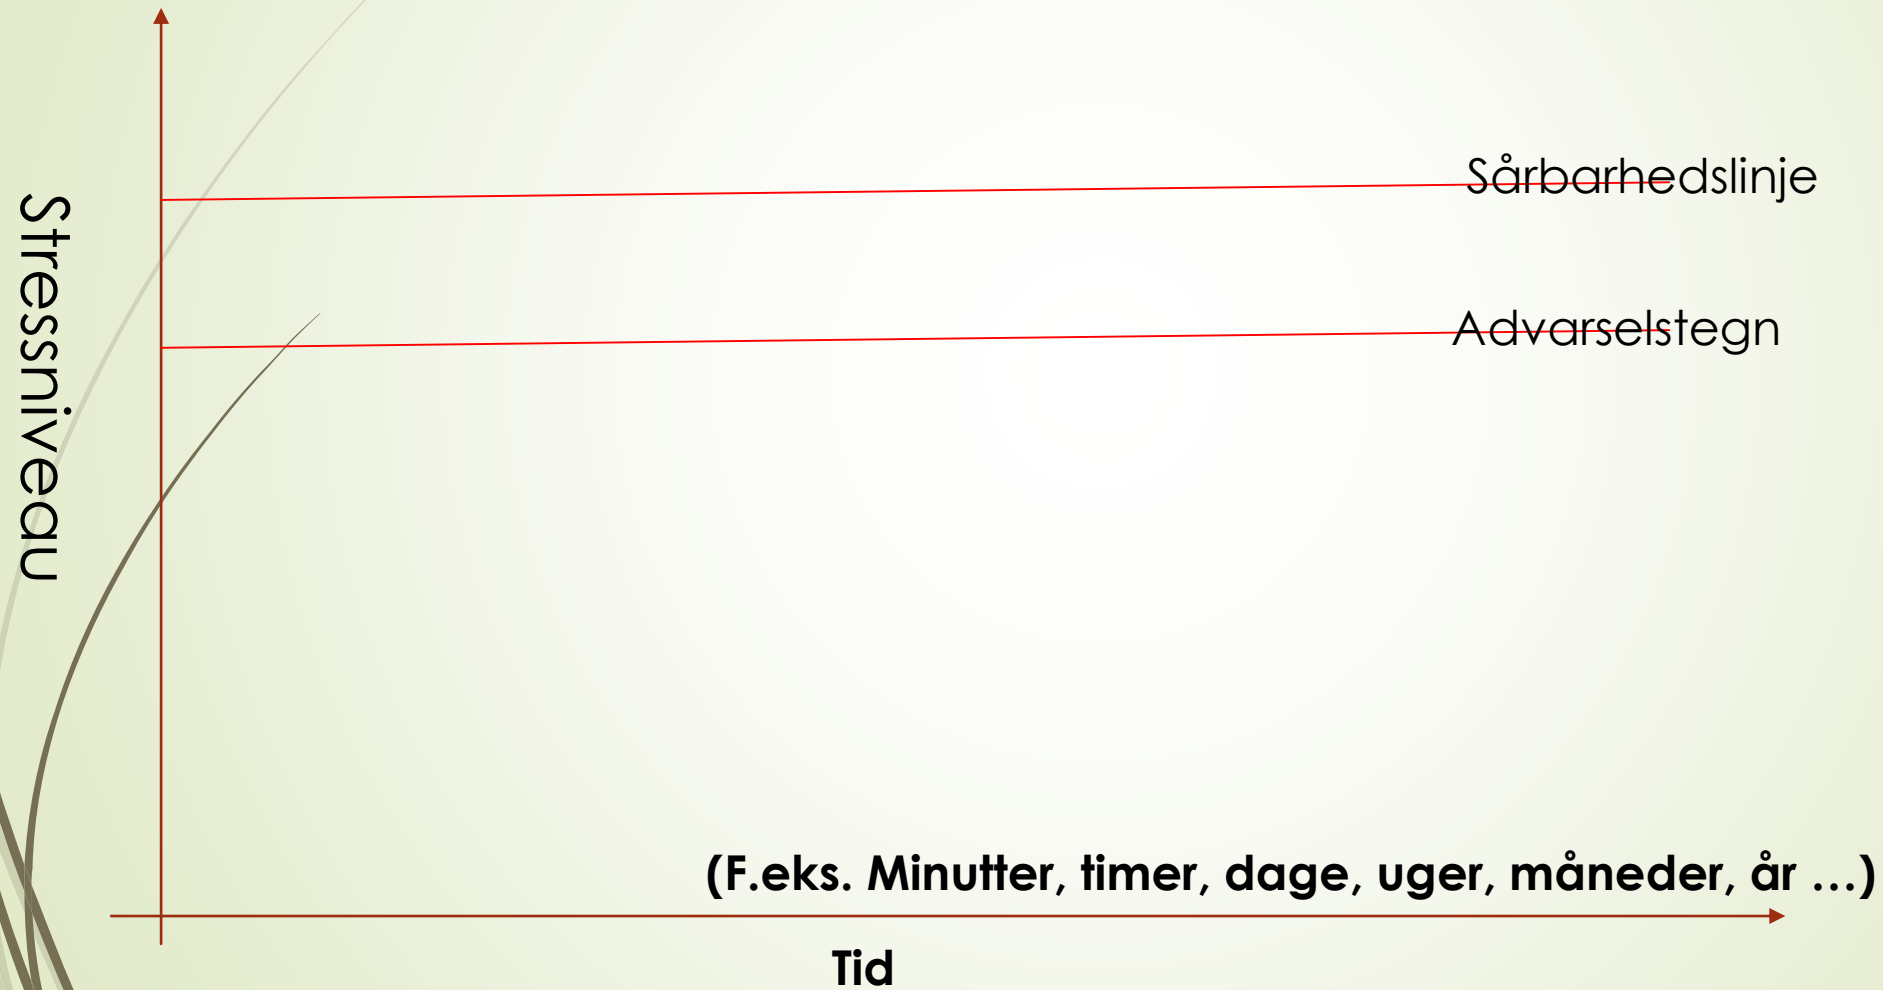 Sårbarhedslinje
Stressniveau
Advarselstegn
(F.eks. Minutter, timer, dage, uger, måneder, år ...)
Tid